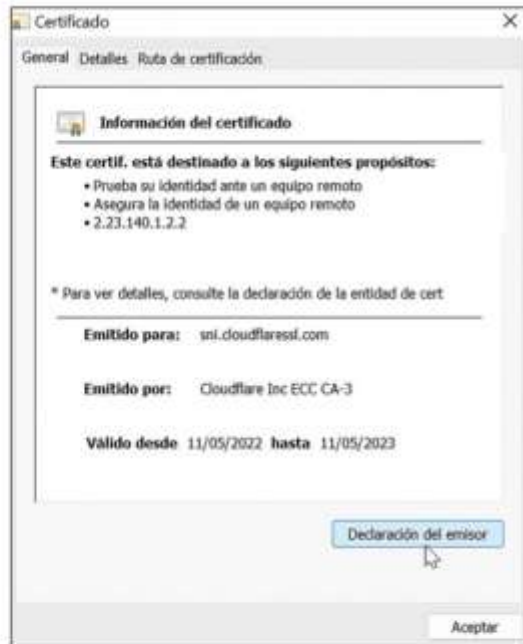 Certificado
General Detalles Ruta de certificación
Información del certificado
Este certif. está destinado a los siguientes propósitos:
• Prueba su identidad ante un equipo remoto
• Asegura la identidad de un equipo remoto
• 2.23.140.1.2.2
* Para ver detalles, consulte la declaración de la entidad de cert
Emitido para: sni.cloudflaressl.com
Emitido por: Cloudflare Inc ECC CA-3
Válido desde 11/05/2022 hasta 11/05/2023
Declaración del emisor
Aceptar